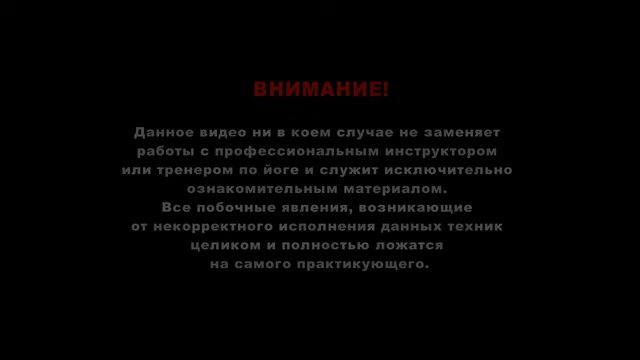 ВНИМАНИЕ!
Данное видео ни в коем случае не заменяет
работы с профессиональным инструктором
или тренером по йоге и служит исключительно
ознакомительным материалом.
Все побочные явления, возникающие
от некорректного исполнения данных техник
целиком и полностью ложатся
на самого практикующего.